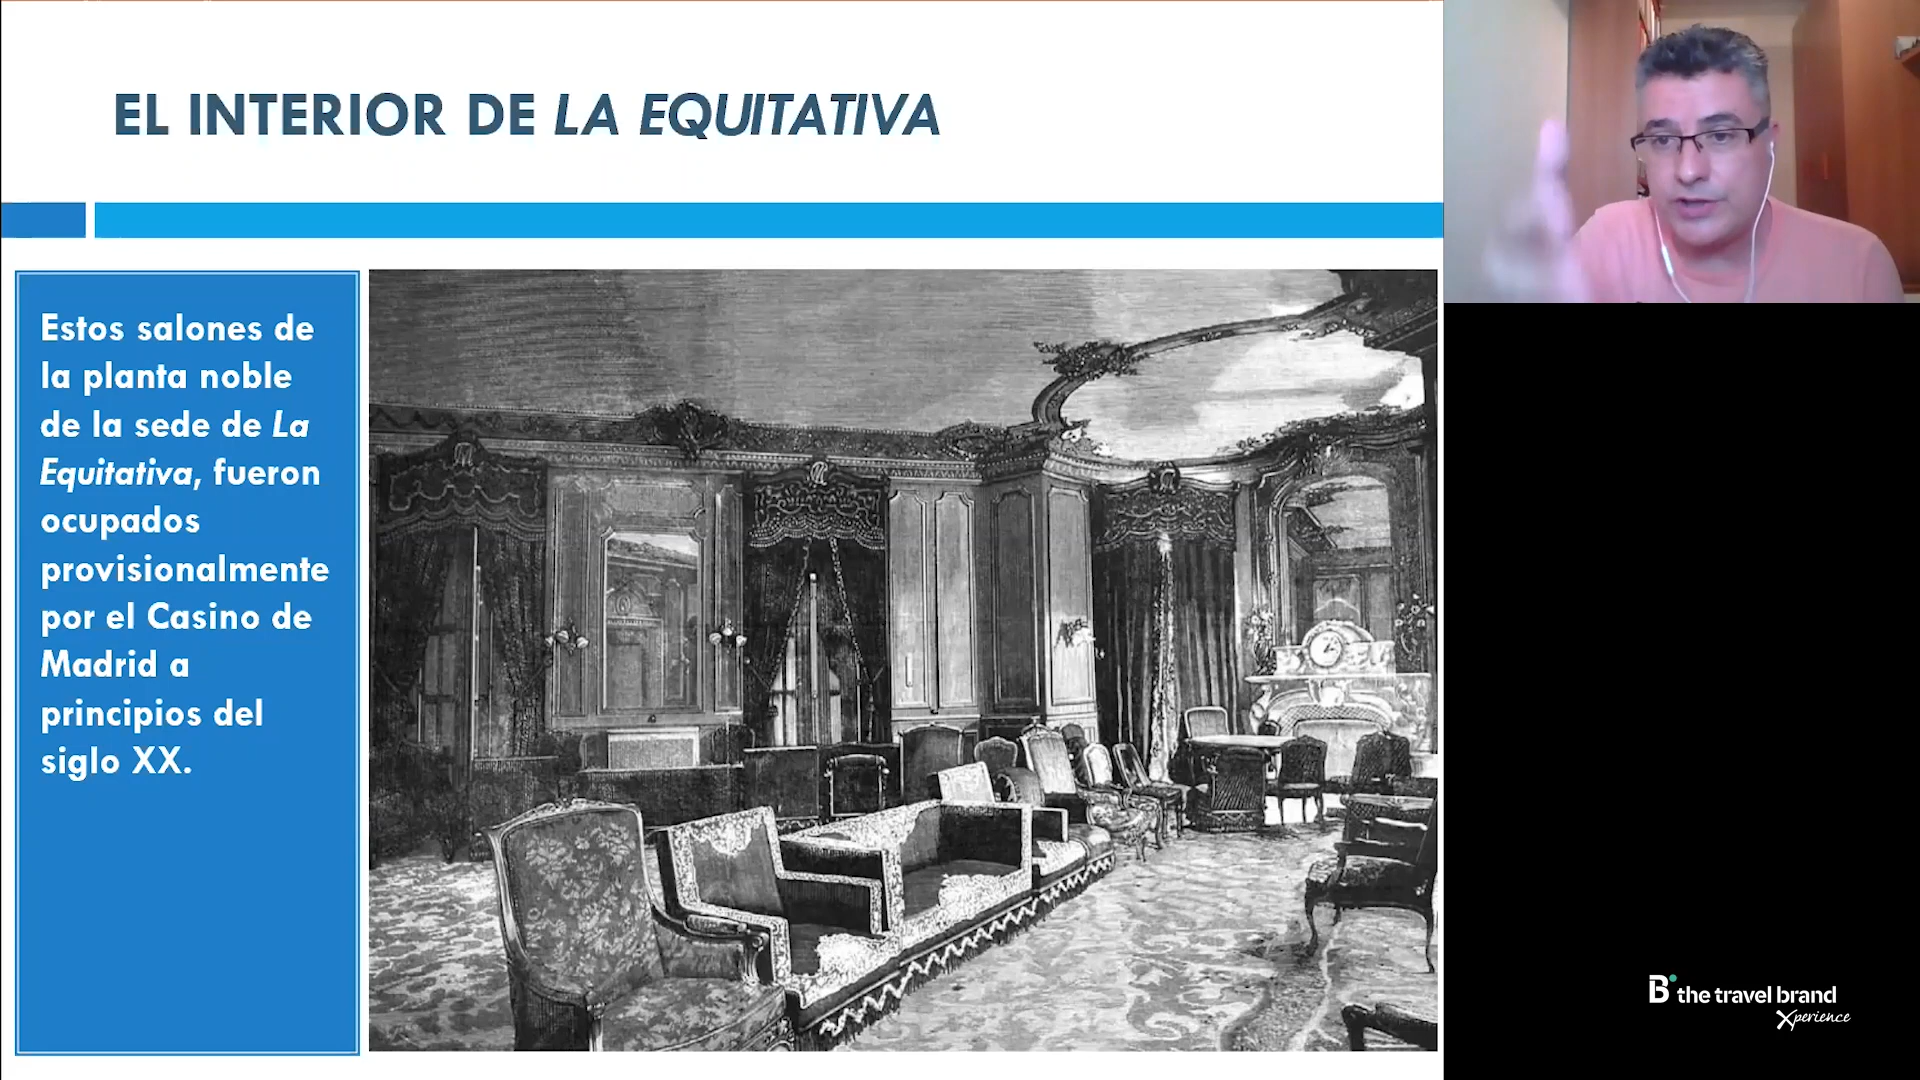 EL INTERIOR DE LA EQUITATIVA
Estos salones de
la planta noble
de la sede de La
Equitativa, fueron
ocupados
provisionalmente
por el Casino de
Madrid a
principios del
siglo XX.
B the travel brand
Xperience